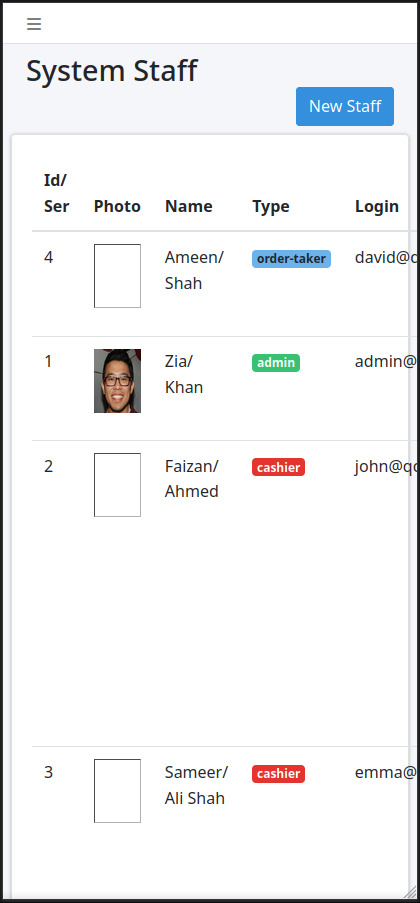 System Staff
New Staff
Id/
Ser Photo Name Type Login
4 Ameen/
Shah order-taker david@
1 Zia/
Khan admin admin@
2 Faizan/
Ahmed cashier john@
3 Sameer/
Ali Shah cashier emma@